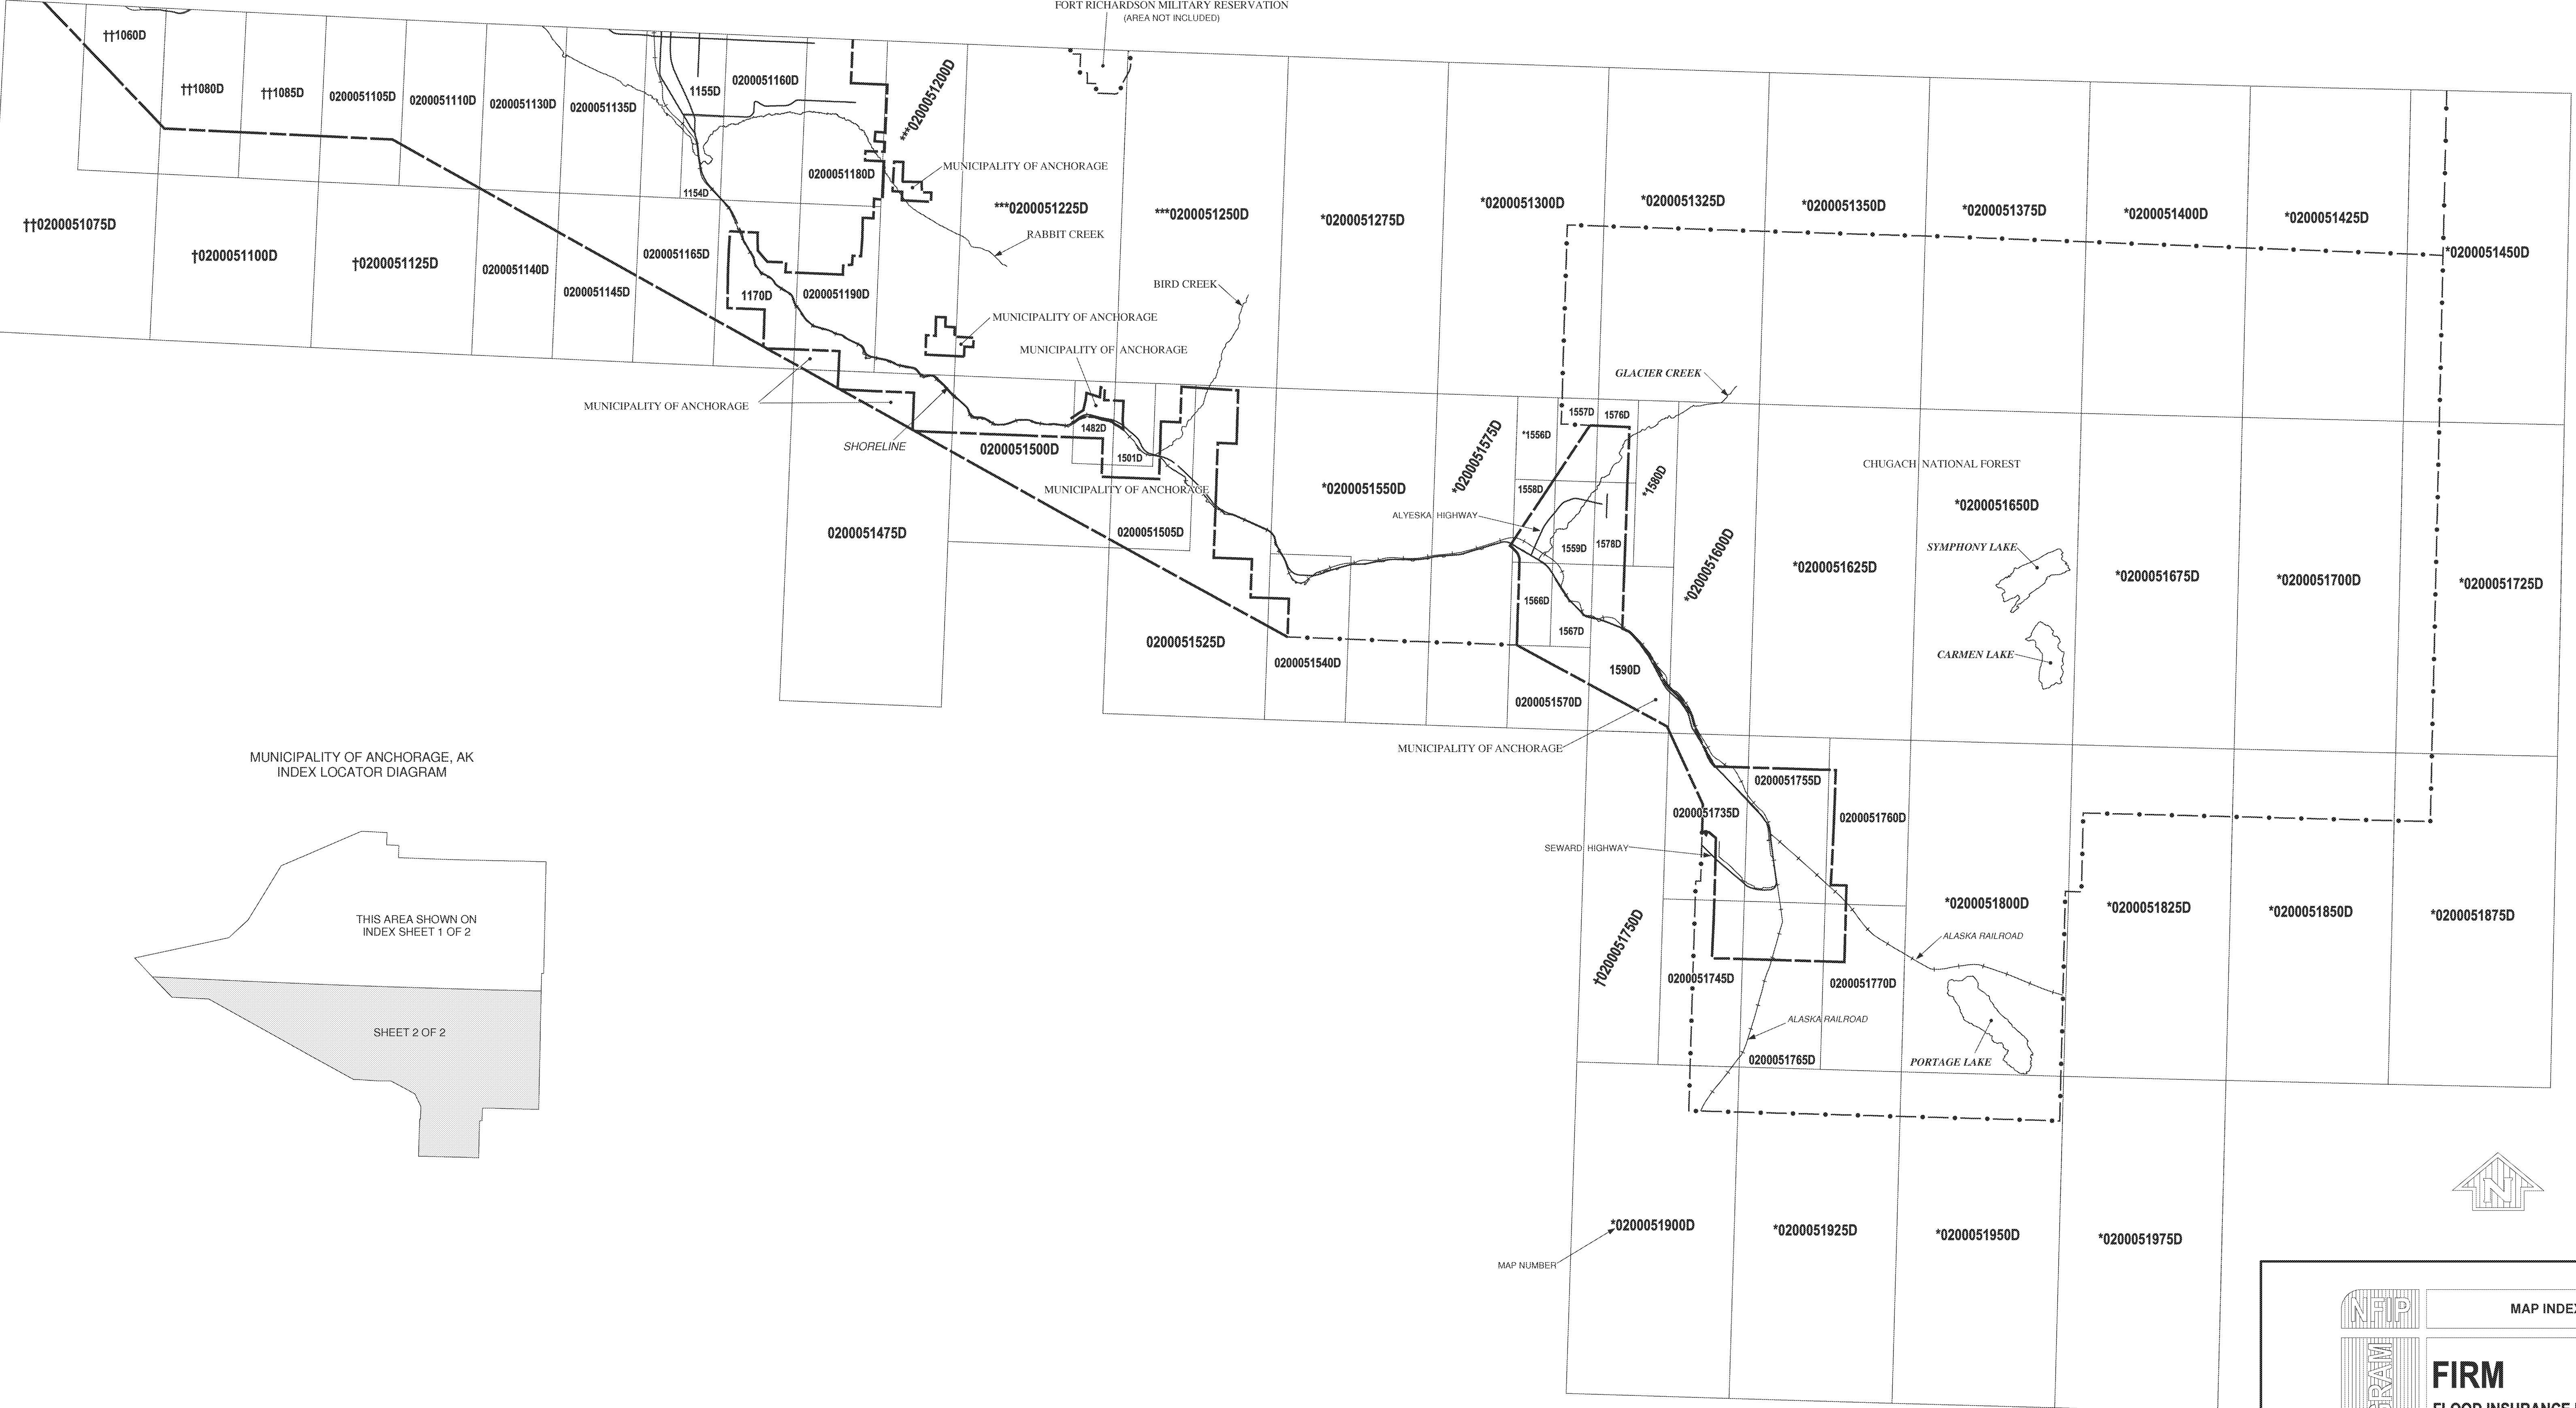 FORT RICHARDSON MILITARY RESERVATION
(AREA NOT INCLUDED)
††1060D
††1080D
††1085D
0200051105D
0200051110D
0200051130D
0200051135D
1155D
0200051160D
***0200051200D
MUNICIPALITY OF ANCHORAGE
0200051180D
1154D
***0200051225D
***0200051250D
*0200051275D
*0200051300D
*0200051325D
*0200051350D
*0200051375D
*0200051400D
*0200051425D
*0200051450D
††0200051075D
†0200051100D
†0200051125D
0200051140D
0200051145D
0200051165D
1170D
0200051190D
RABBIT CREEK
BIRD CREEK
MUNICIPALITY OF ANCHORAGE
MUNICIPALITY OF ANCHORAGE
MUNICIPALITY OF ANCHORAGE
SHORELINE
0200051500D
1482D
1501D
MUNICIPALITY OF ANCHORAGE
0200051475D
0200051505D
*0200051550D
*0200051575D
GLACIER CREEK
1557D
1576D
*1556D
1558D
*1580D
ALYESKA HIGHWAY
1559D
1578D
*0200051600D
CHUGACH NATIONAL FOREST
*0200051650D
SYMPHONY LAKE
*0200051625D
*0200051675D
*0200051700D
*0200051725D
1566D
1567D
0200051525D
0200051540D
1590D
CARMEN LAKE
0200051570D
MUNICIPALITY OF ANCHORAGE
MUNICIPALITY OF ANCHORAGE, AK
INDEX LOCATOR DIAGRAM
THIS AREA SHOWN ON
INDEX SHEET 1 OF 2
SHEET 2 OF 2
0200051755D
0200051735D
0200051760D
SEWARD HIGHWAY
†0200051750D
*0200051800D
*0200051825D
*0200051850D
*0200051875D
ALASKA RAILROAD
0200051745D
0200051770D
ALASKA RAILROAD
0200051765D
PORTAGE LAKE
*0200051900D
*0200051925D
*0200051950D
*0200051975D
MAP NUMBER
N
NFIP
MAP INDE
FIRM
FLOOD INSURANCE